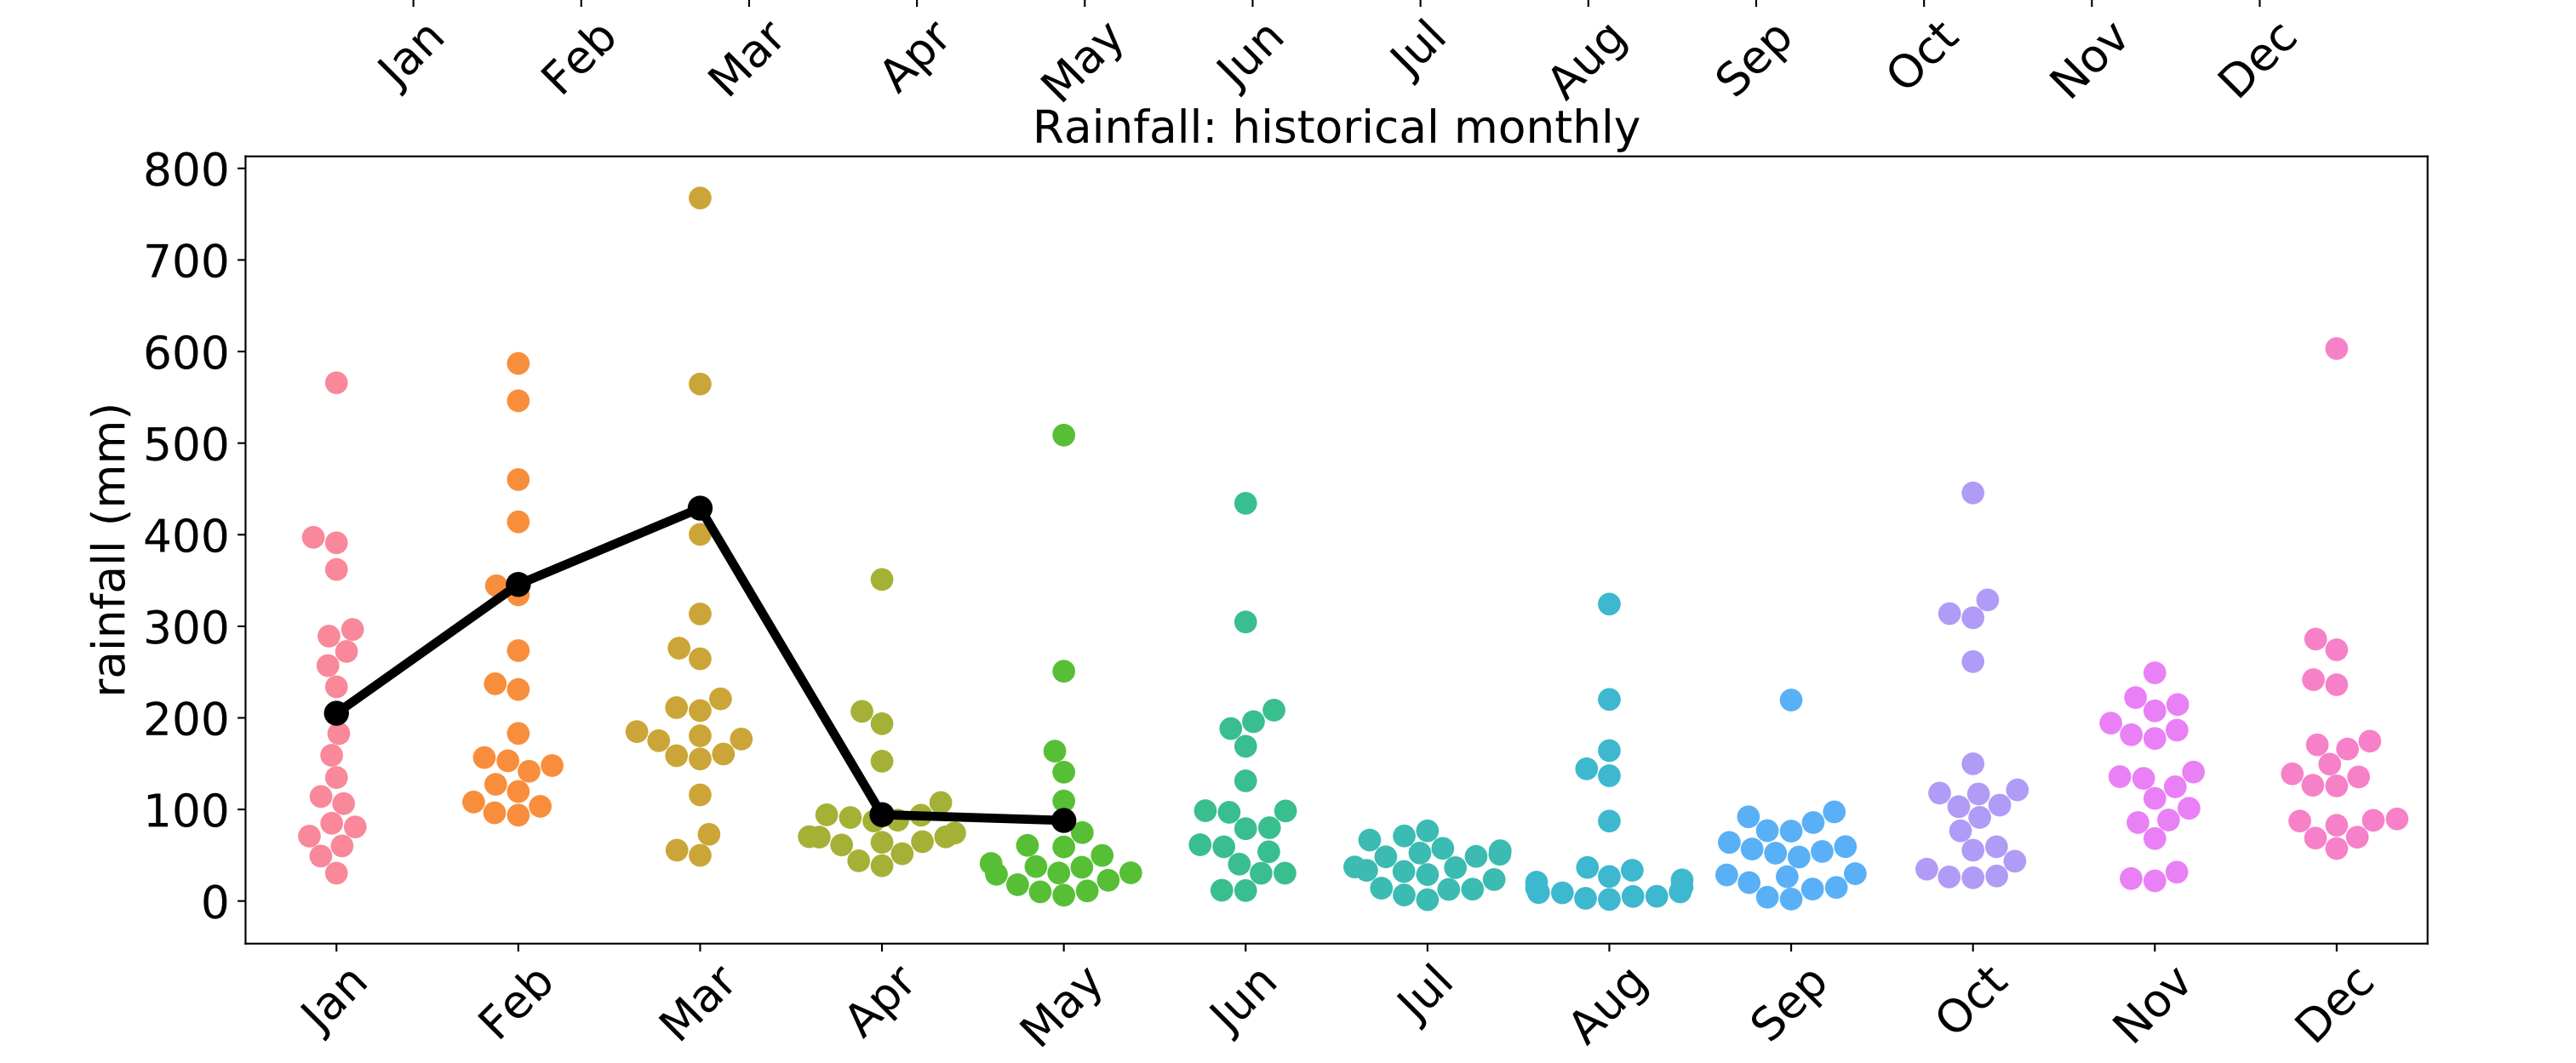 Jan Feb Mar Apr May Jun Jul Aug Sep Oct Nov Dec
Rainfall: historical monthly
800
700
600
500
400
300
200
100
0
rainfall (mm)
Jan Feb Mar Apr May Jun Jul Aug Sep Oct Nov Dec